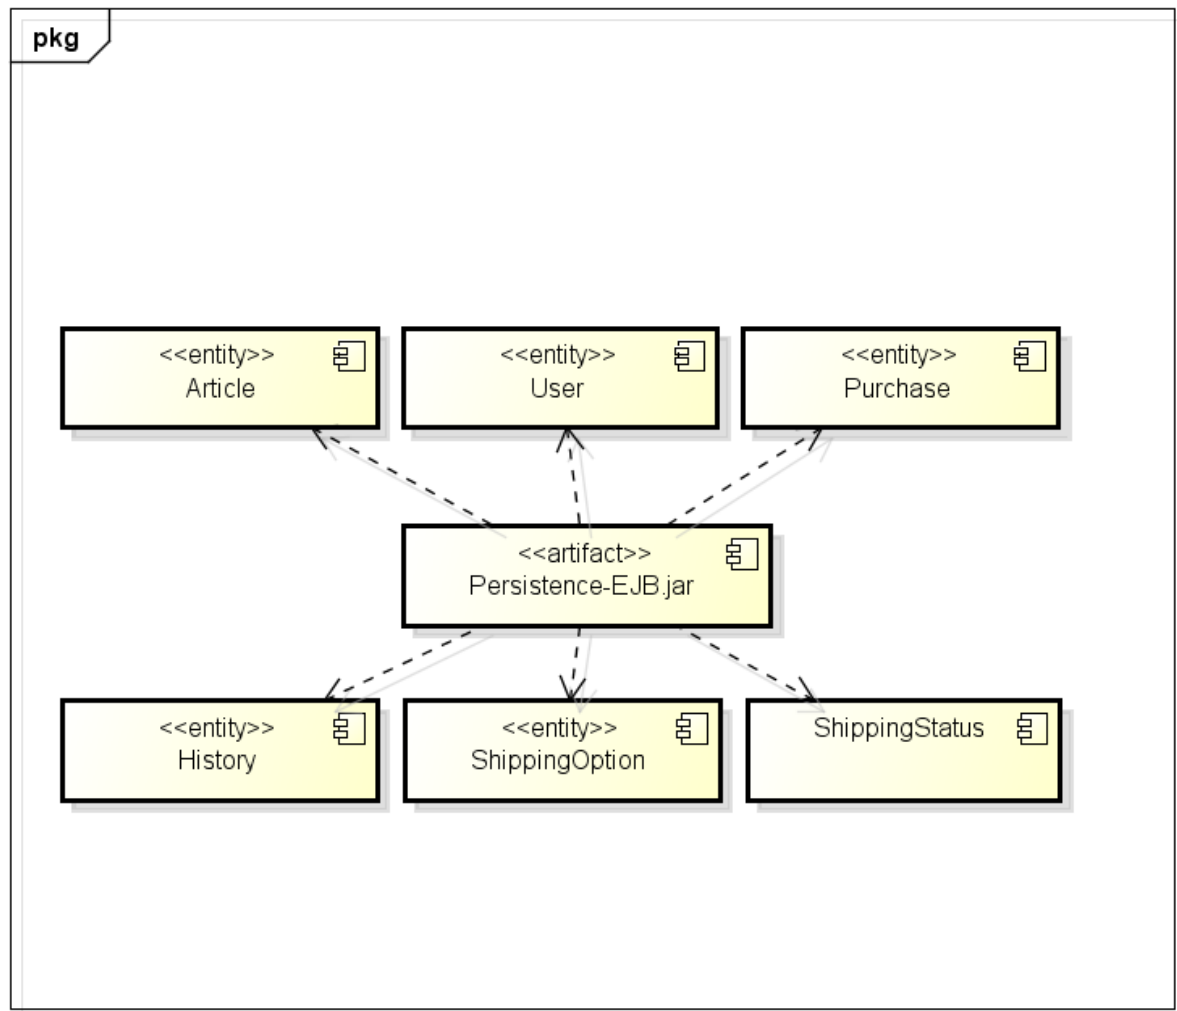 pkg
<<entity>>
Article
<<entity>>
User
<<entity>>
Purchase
<<artifact>>
Persistence-EJB.jar
<<entity>>
History
<<entity>>
ShippingOption
ShippingStatus